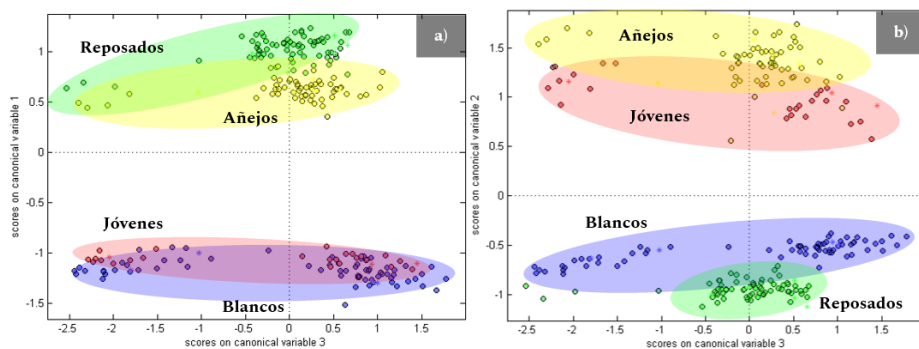 a)
Reposados
Añejos
Jóvenes
Blancos
scores on canonical variable 1
1
0.5
0
-0.5
-1
-1.5
-2.5 -2 -1.5 -1 -0.5 0 0.5 1 1.5
scores on canonical variable 3
b)
Añejos
Jóvenes
Blancos
Reposados
scores on canonical variable 2
1.5
1
0.5
0
-0.5
-1
-2.5 -2 -1.5 -1 -0.5 0 0.5 1 1.5
scores on canonical variable 3